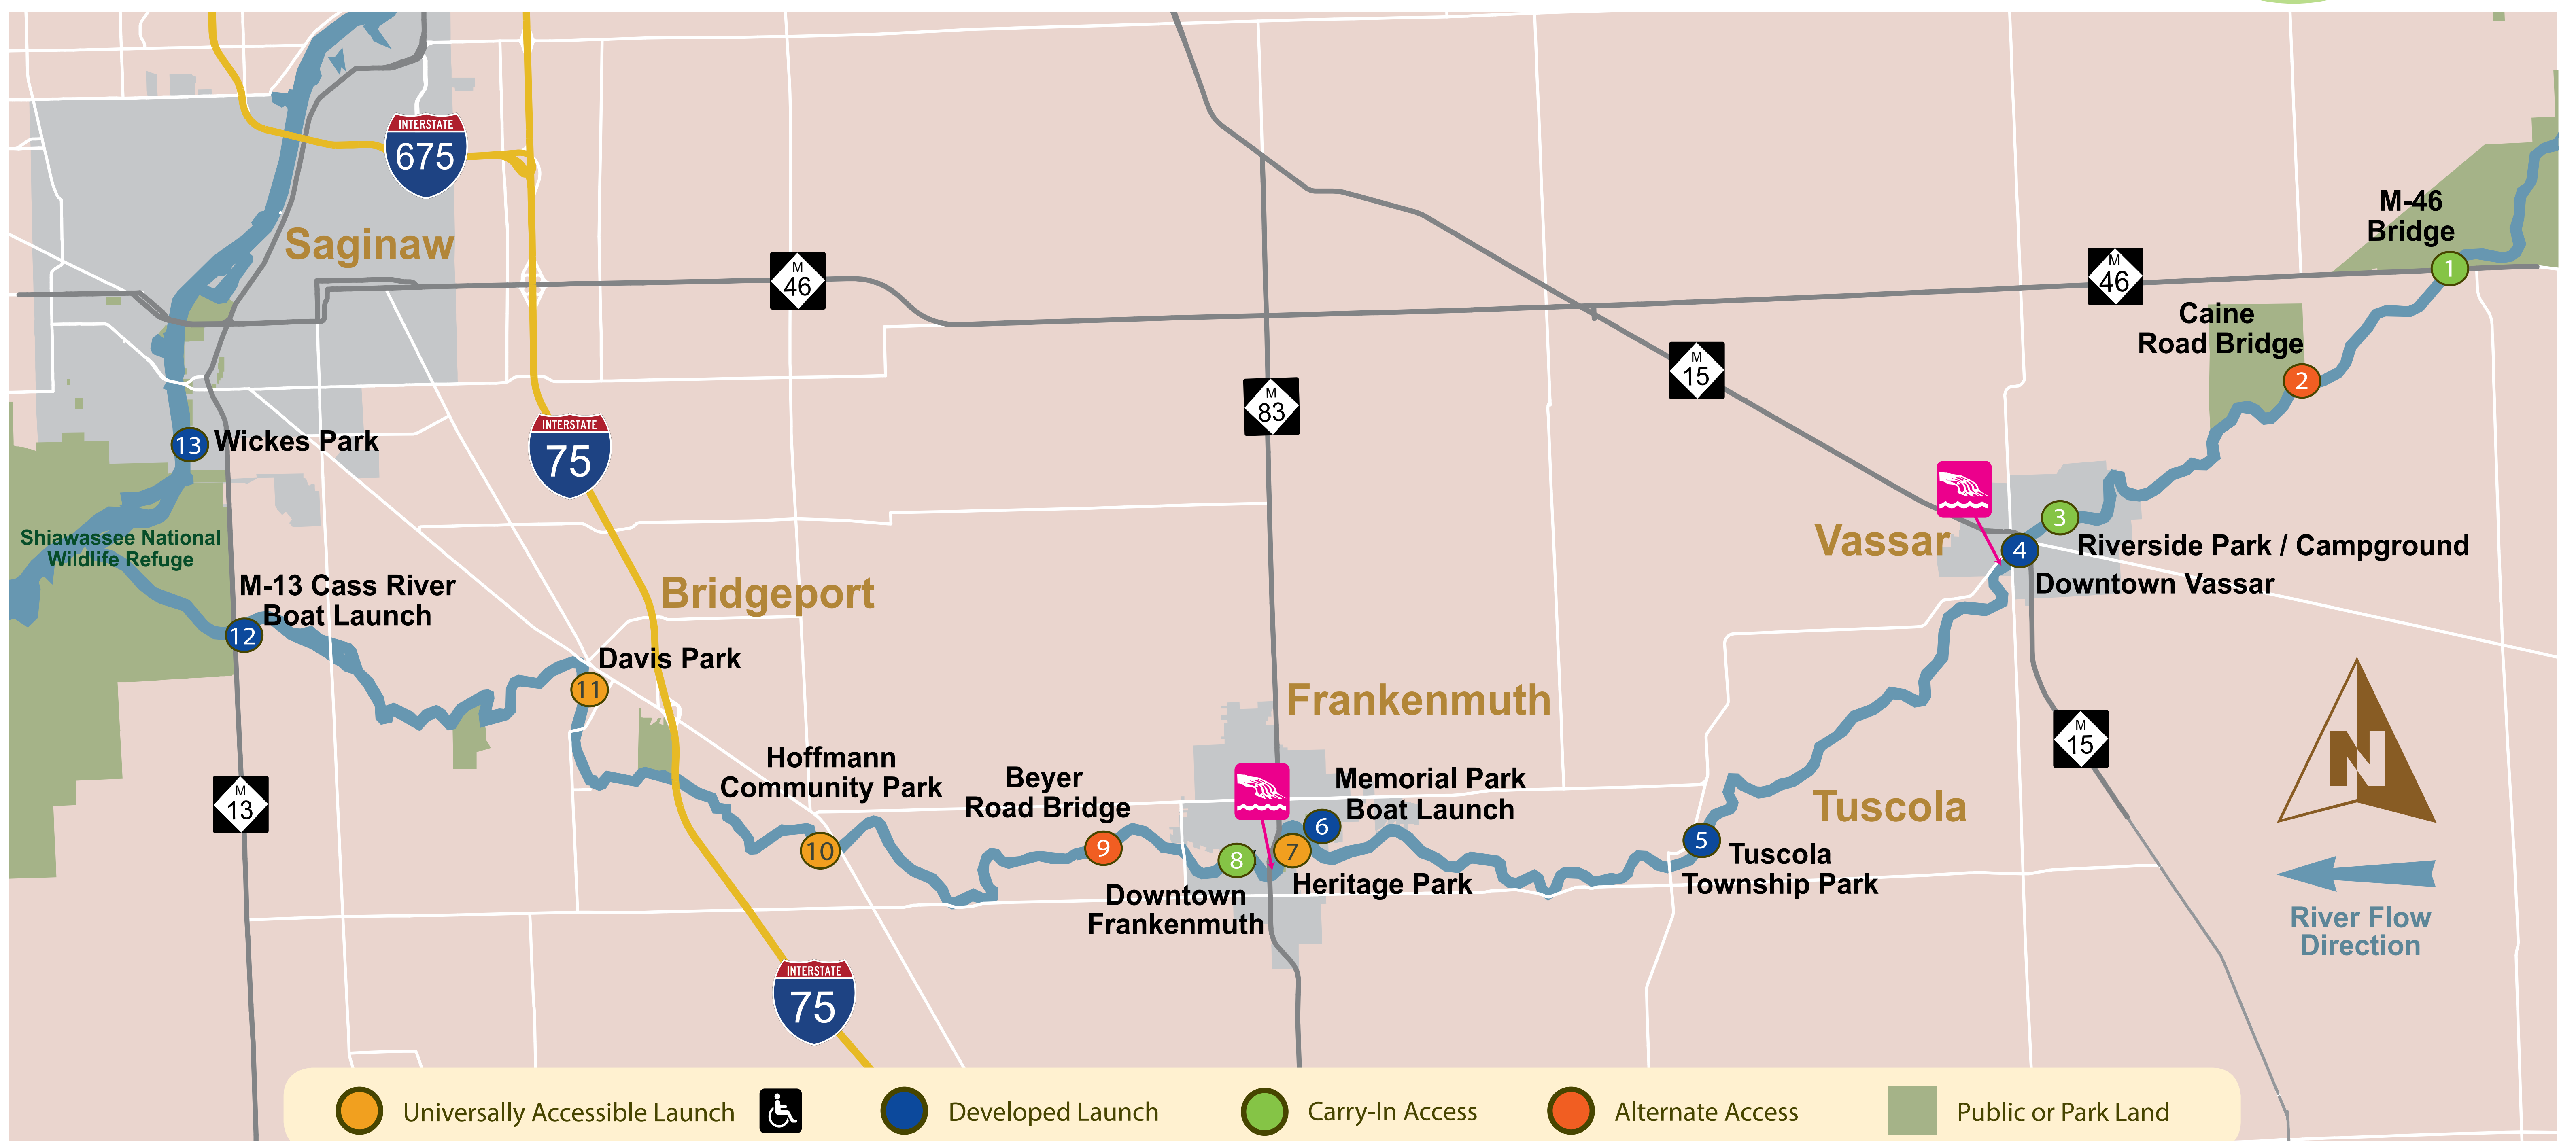 INTERSTATE
675
Saginaw
M
46
M
46
M-46
Bridge
1
Caine
Road Bridge
2
M
15
M
83
INTERSTATE
75
13
Wickes Park
Shiawassee National
Wildlife Refuge
M-13 Cass River
Boat Launch
12
Bridgeport
Davis Park
11
Vassar
3
Riverside Park / Campground
4
Downtown Vassar
Frankenmuth
M
15
N
M
13
Hoffmann
Community Park
10
Beyer
Road Bridge
9
Memorial Park
Boat Launch
6
7
Heritage Park
8
Downtown
Frankenmuth
Tuscola
5
Tuscola
Township Park
River Flow
Direction
INTERSTATE
75
Universally Accessible Launch
Developed Launch
Carry-In Access
Alternate Access
Public or Park Land